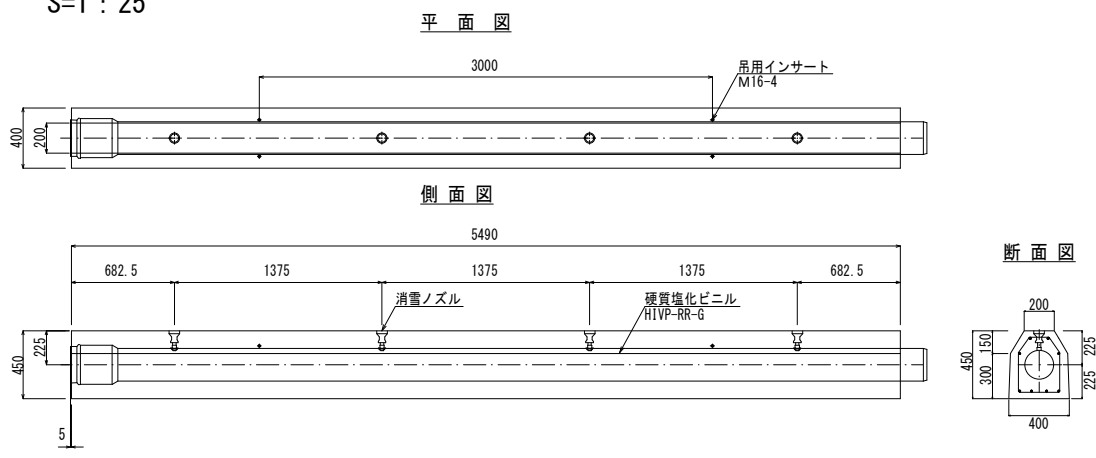 S=1 : 25
平 面 図
3000
吊用インサート
M16-4
400
200
側 面 図
5490
682.5
1375
1375
1375
682.5
消雪ノズル
硬質塩化ビニル
HIVP-RR-G
450
225
5
断 面 図
200
450
150
300
225
225
400